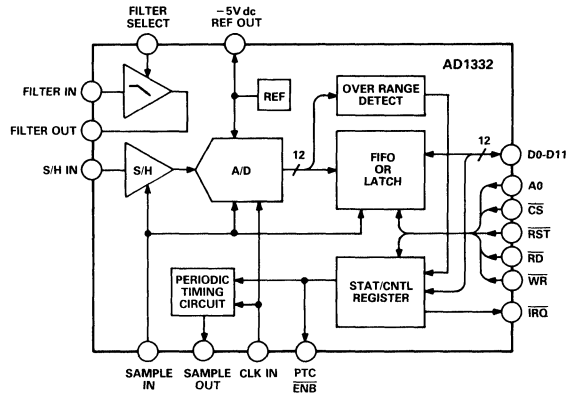 FILTER
SELECT
−5V dc
REF OUT
AD1332
FILTER IN
REF
OVER RANGE
DETECT
FILTER OUT
12
12
D0-D11
S/H IN
S/H
A/D
FIFO
OR
LATCH
A0
CS
RST
RD
WR
PERIODIC
TIMING
CIRCUIT
STAT/CNTL
REGISTER
IRQ
SAMPLE
IN
SAMPLE
OUT
CLK IN
PTC
ENB